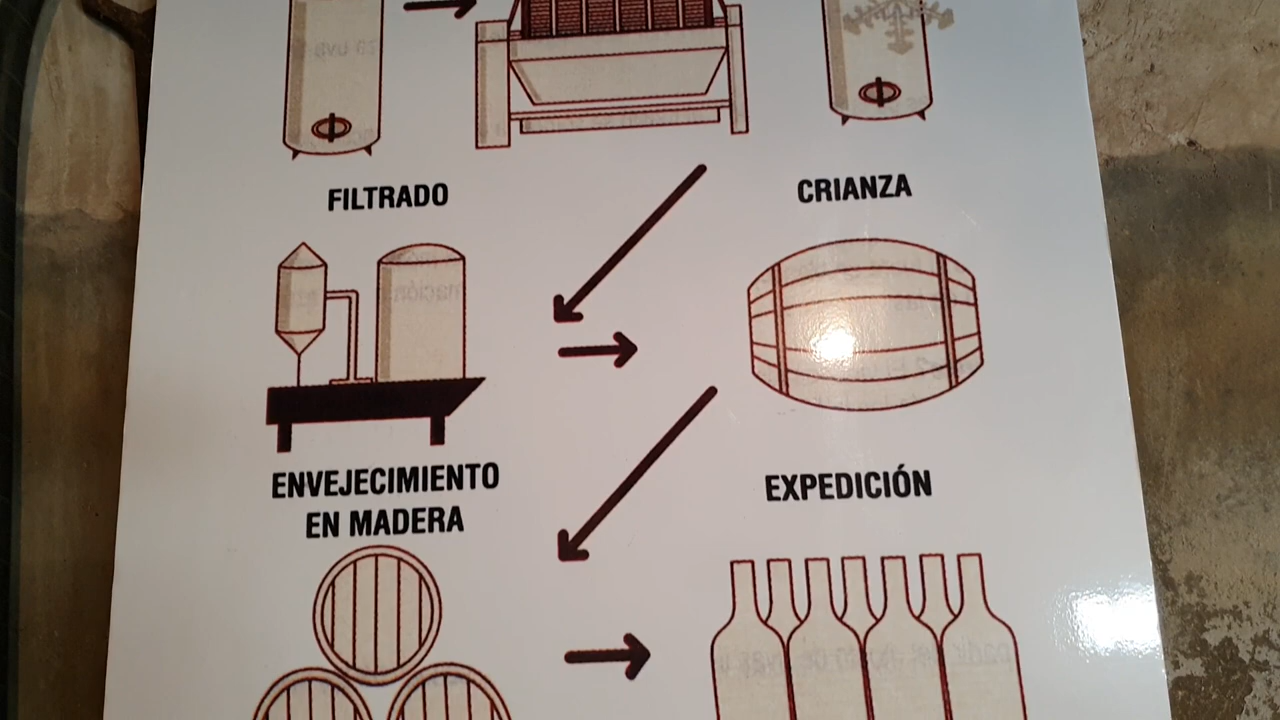 FILTRADO
CRIANZA
ENVEJECIMIENTO
EN MADERA
EXPEDICIÓN